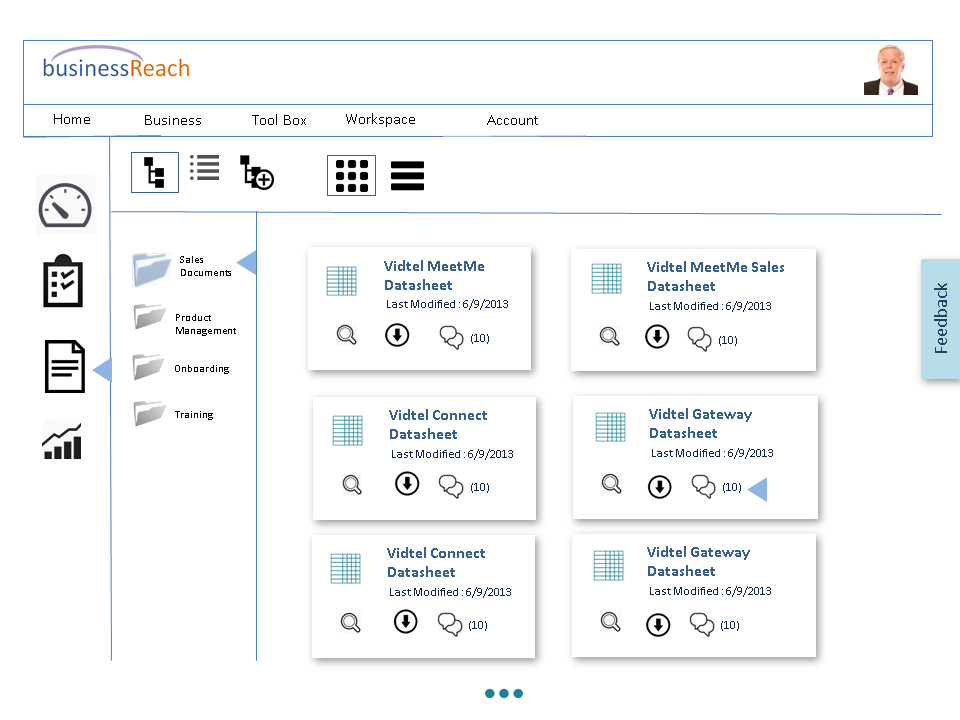 businessReach
Home
Business
Tool Box
Workspace
Account
Sales
Documents
Product
Management
Onboarding
Training
Vidtel MeetMe
Datasheet
Last Modified : 6/9/2013
(10)
Vidtel MeetMe Sales
Datasheet
Last Modified : 6/9/2013
(10)
Vidtel Connect
Datasheet
Last Modified : 6/9/2013
(10)
Vidtel Gateway
Datasheet
Last Modified : 6/9/2013
(10)
Vidtel Connect
Datasheet
Last Modified : 6/9/2013
(10)
Vidtel Gateway
Datasheet
Last Modified : 6/9/2013
(10)
Feedback